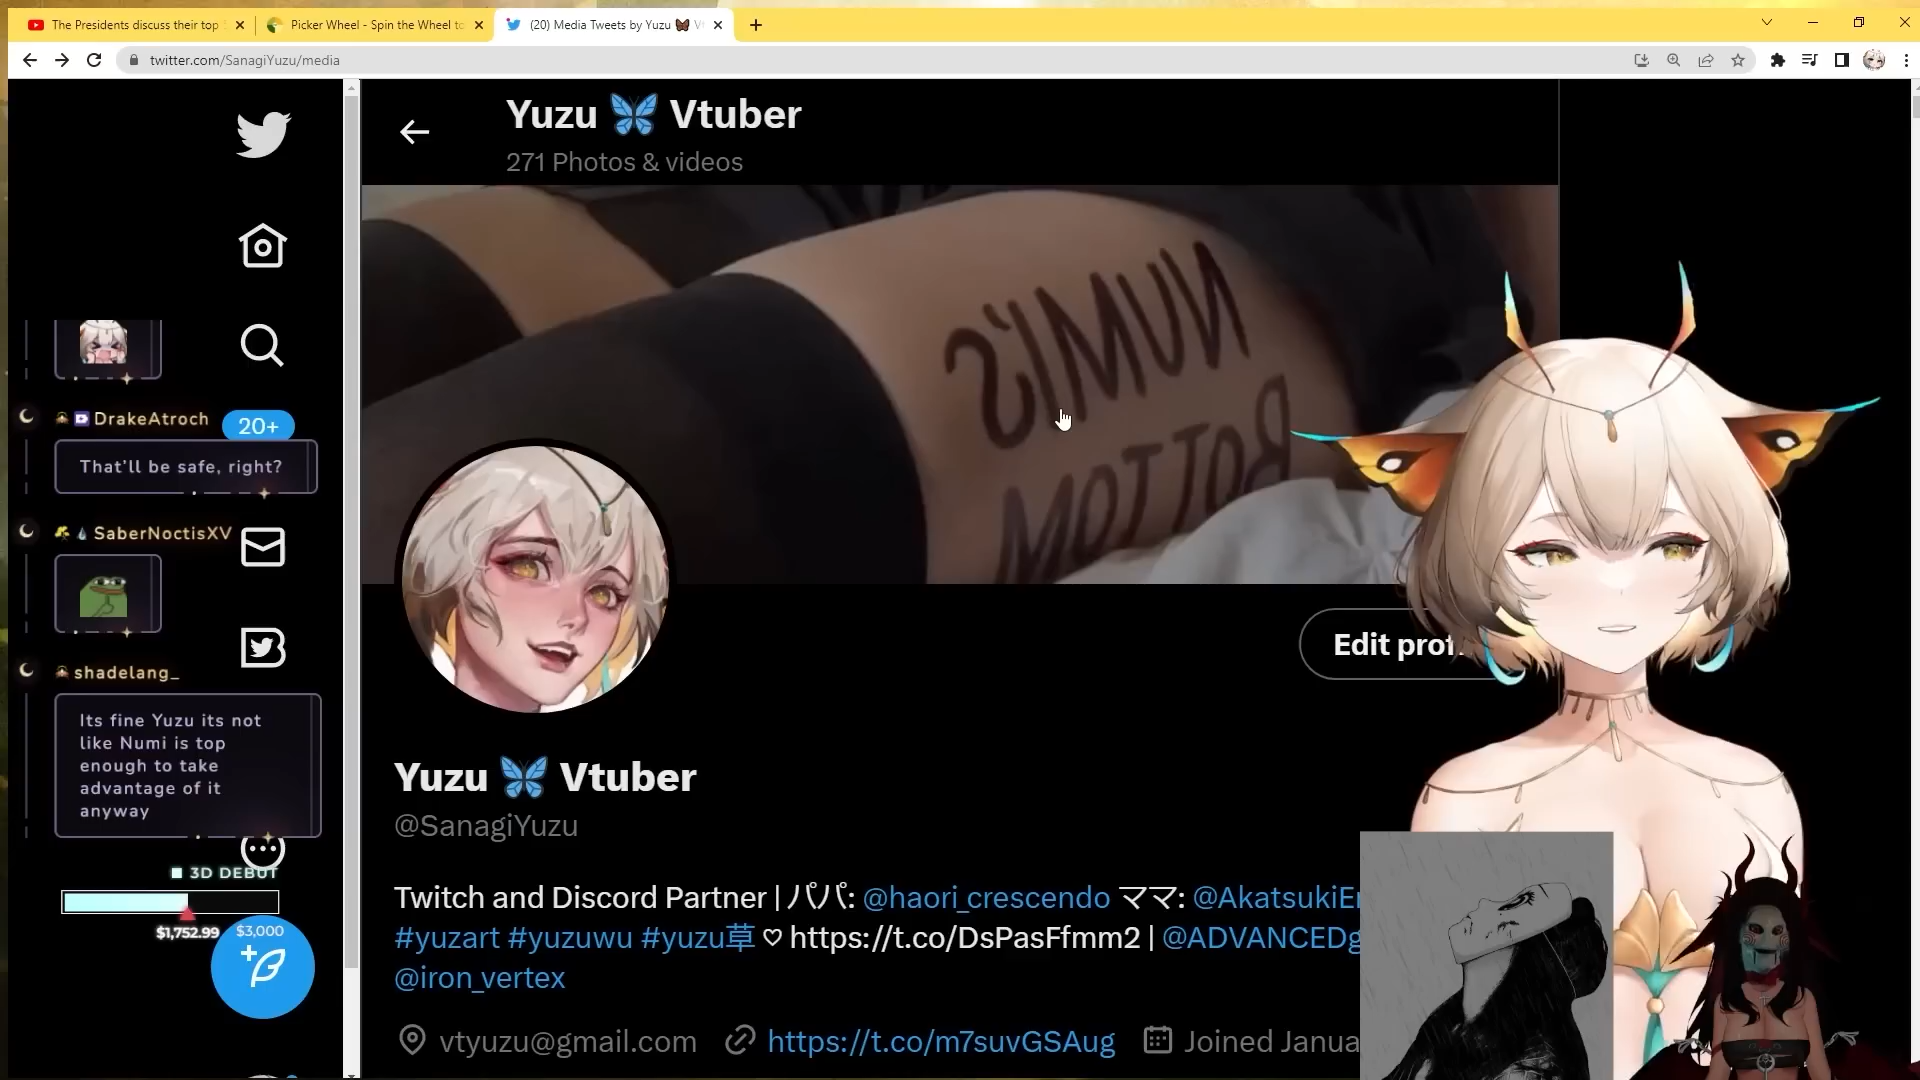 The Presidents discuss their top
Picker Wheel - Spin the Wheel to
(20) Media Tweets by Yuzu 🦋 V
twitter.com/SanagiYuzu/media
Yuzu 🦋 Vtuber
271 Photos & videos
NUMI'S
BOTTOM
DrakeAtroch
20+
That'll be safe, right?
SaberNoctisXV
shadelang_
Its fine Yuzu its not
like Numi is top
enough to take
advantage of it
anyway
3D DEBUT
$1,752.99
$3,000
Edit prof
Yuzu 🦋 Vtuber
@SanagiYuzu
Twitch and Discord Partner | パパ: @haori_crescendo ママ: @AkatsukiEr
#yuzart #yuzuwu #yuzu草 ♡ https://t.co/DsPasFfmm2 | @ADVANCEDg
@iron_vertex
vtyuzu@gmail.com https://t.co/m7suvGSAug Joined Janua